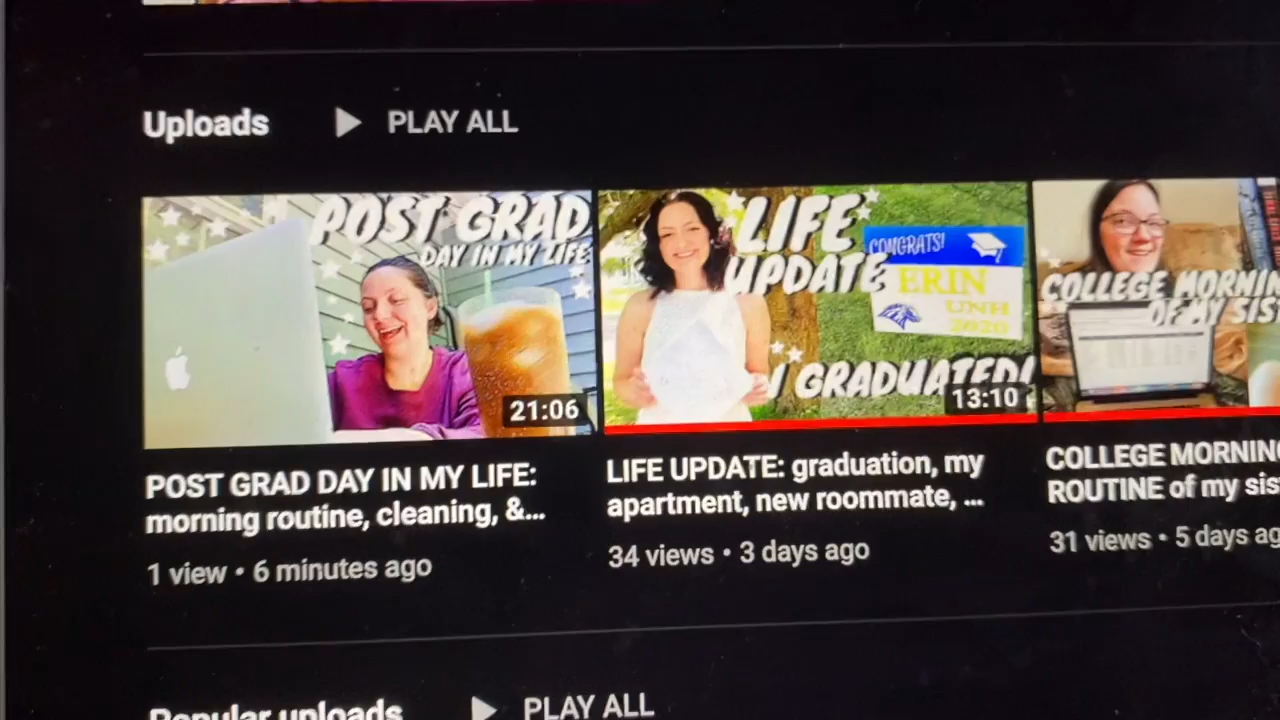 Uploads
PLAY ALL
POST GRAD
DAY IN MY LIFE
21:06
LIFE
UPDATE
CONGRATS!
ERIN
UNH
2020
I GRADUATED!
13:10
COLLEGE MORNIN
OF MY SIS
POST GRAD DAY IN MY LIFE:
morning routine, cleaning, &...
1 view • 6 minutes ago
LIFE UPDATE: graduation, my
apartment, new roommate, ...
34 views • 3 days ago
COLLEGE MORNING
ROUTINE of my sis
31 views • 5 days ag
Popular uploads
PLAY ALL